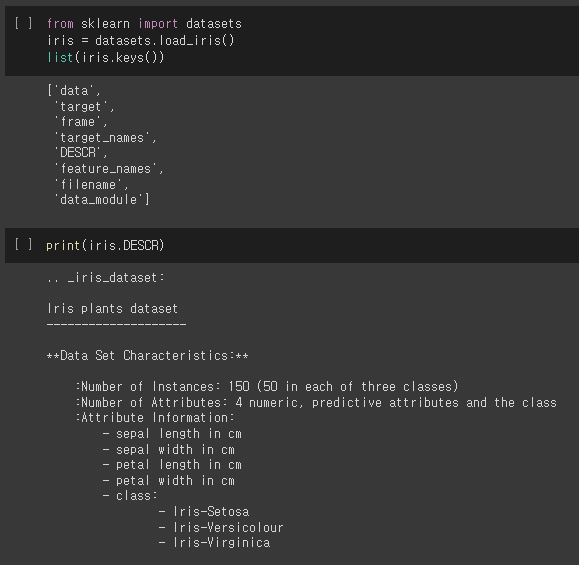 [ ] from sklearn import datasets
iris = datasets.load_iris()
list(iris.keys())
['data',
'target',
'frame',
'target_names',
'DESCR',
'feature_names',
'filename',
'data_module']
[ ] print(iris.DESCR)
.. _iris_dataset:
Iris plants dataset
--------------------
**Data Set Characteristics:**
:Number of Instances: 150 (50 in each of three classes)
:Number of Attributes: 4 numeric, predictive attributes and the class
:Attribute Information:
- sepal length in cm
- sepal width in cm
- petal length in cm
- petal width in cm
- class:
- Iris-Setosa
- Iris-Versicolour
- Iris-Virginica